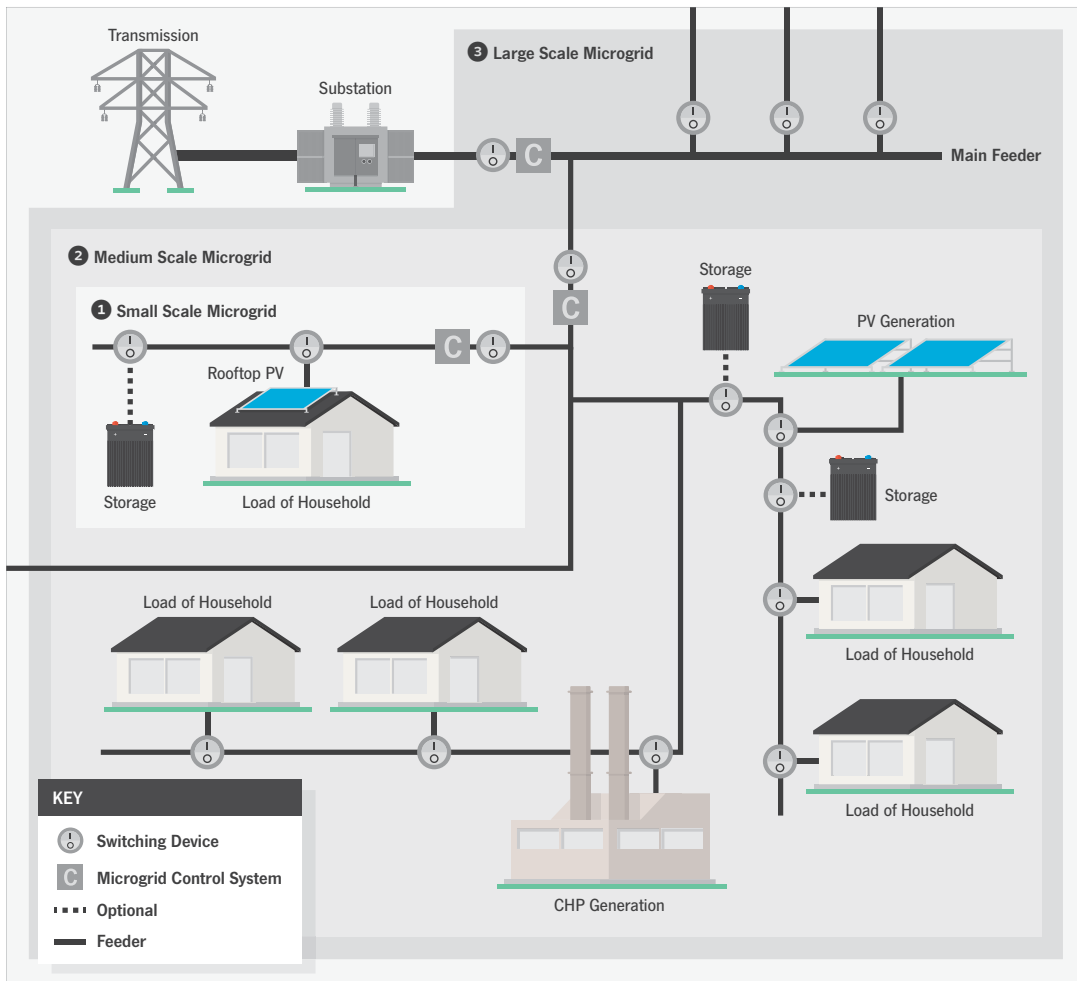 Transmission
Substation
3 Large Scale Microgrid
C
Main Feeder
2 Medium Scale Microgrid
C
Storage
1 Small Scale Microgrid
PV Generation
C
Rooftop PV
Storage
Load of Household
Storage
Load of Household
Load of Household
Load of Household
Load of Household
CHP Generation
KEY
Switching Device
C Microgrid Control System
Optional
Feeder